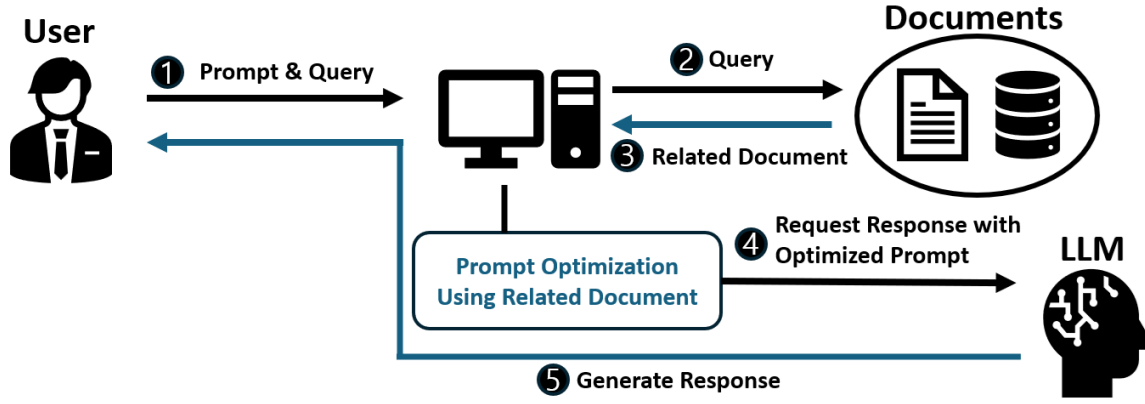 User
Documents
1 Prompt & Query
2 Query
3 Related Document
4 Request Response with
Optimized Prompt
LLM
Prompt Optimization
Using Related Document
5 Generate Response